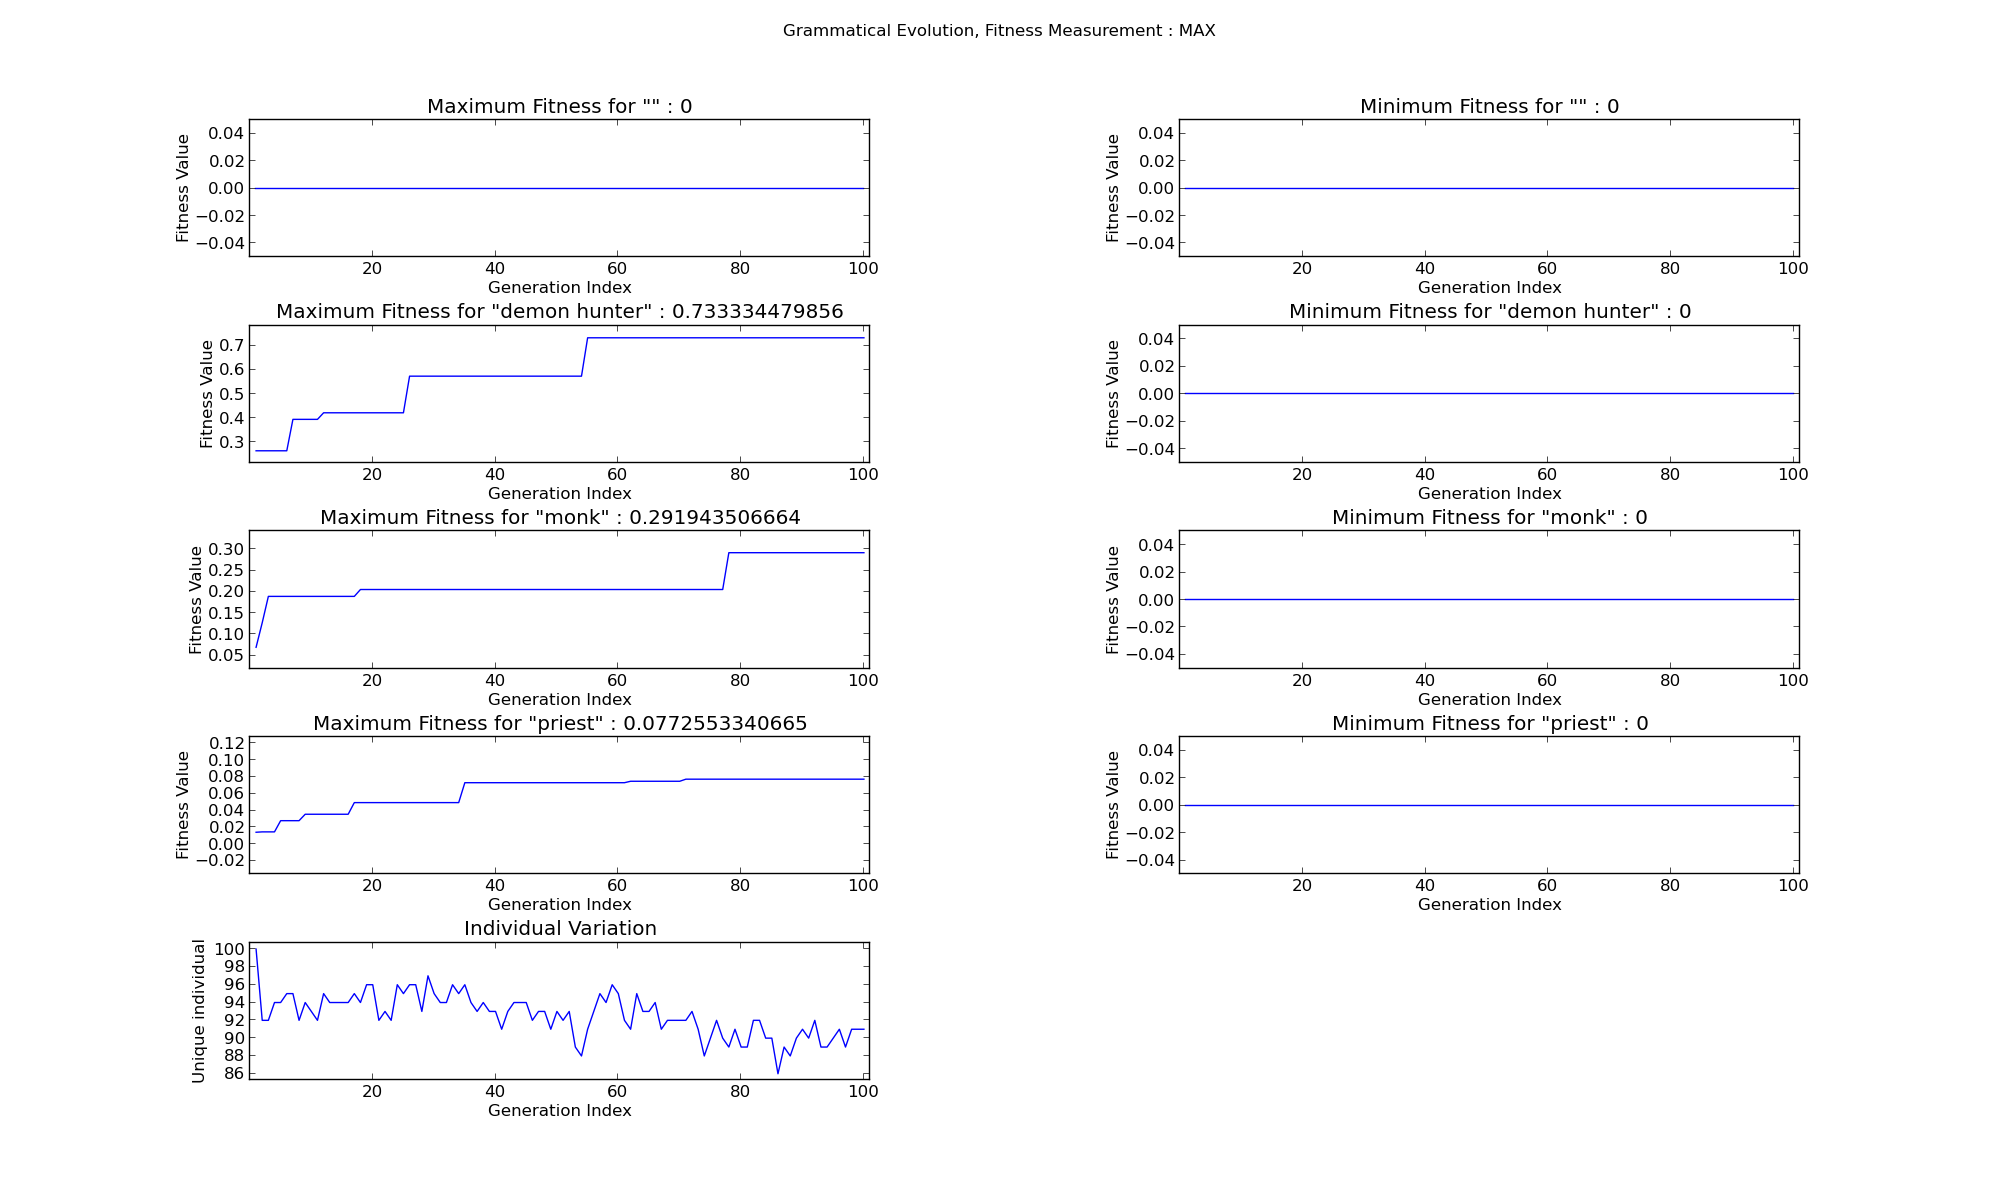 Grammatical Evolution, Fitness Measurement : MAX
Maximum Fitness for "" : 0
Fitness Value
0.04
0.02
0.00
−0.02
−0.04
20 40 60 80 100
Generation Index
Minimum Fitness for "" : 0
Fitness Value
0.04
0.02
0.00
−0.02
−0.04
20 40 60 80 100
Generation Index
Maximum Fitness for "demon hunter" : 0.733334479856
Fitness Value
0.7
0.6
0.5
0.4
0.3
20 40 60 80 100
Generation Index
Minimum Fitness for "demon hunter" : 0
Fitness Value
0.04
0.02
0.00
−0.02
−0.04
20 40 60 80 100
Generation Index
Maximum Fitness for "monk" : 0.291943506664
Fitness Value
0.30
0.25
0.20
0.15
0.10
0.05
20 40 60 80 100
Generation Index
Minimum Fitness for "monk" : 0
Fitness Value
0.04
0.02
0.00
−0.02
−0.04
20 40 60 80 100
Generation Index
Maximum Fitness for "priest" : 0.0772553340665
Fitness Value
0.12
0.10
0.08
0.06
0.04
0.02
0.00
−0.02
20 40 60 80 100
Generation Index
Minimum Fitness for "priest" : 0
Fitness Value
0.04
0.02
0.00
−0.02
−0.04
20 40 60 80 100
Generation Index
Individual Variation
Unique individual
100
98
96
94
92
90
88
86
20 40 60 80 100
Generation Index